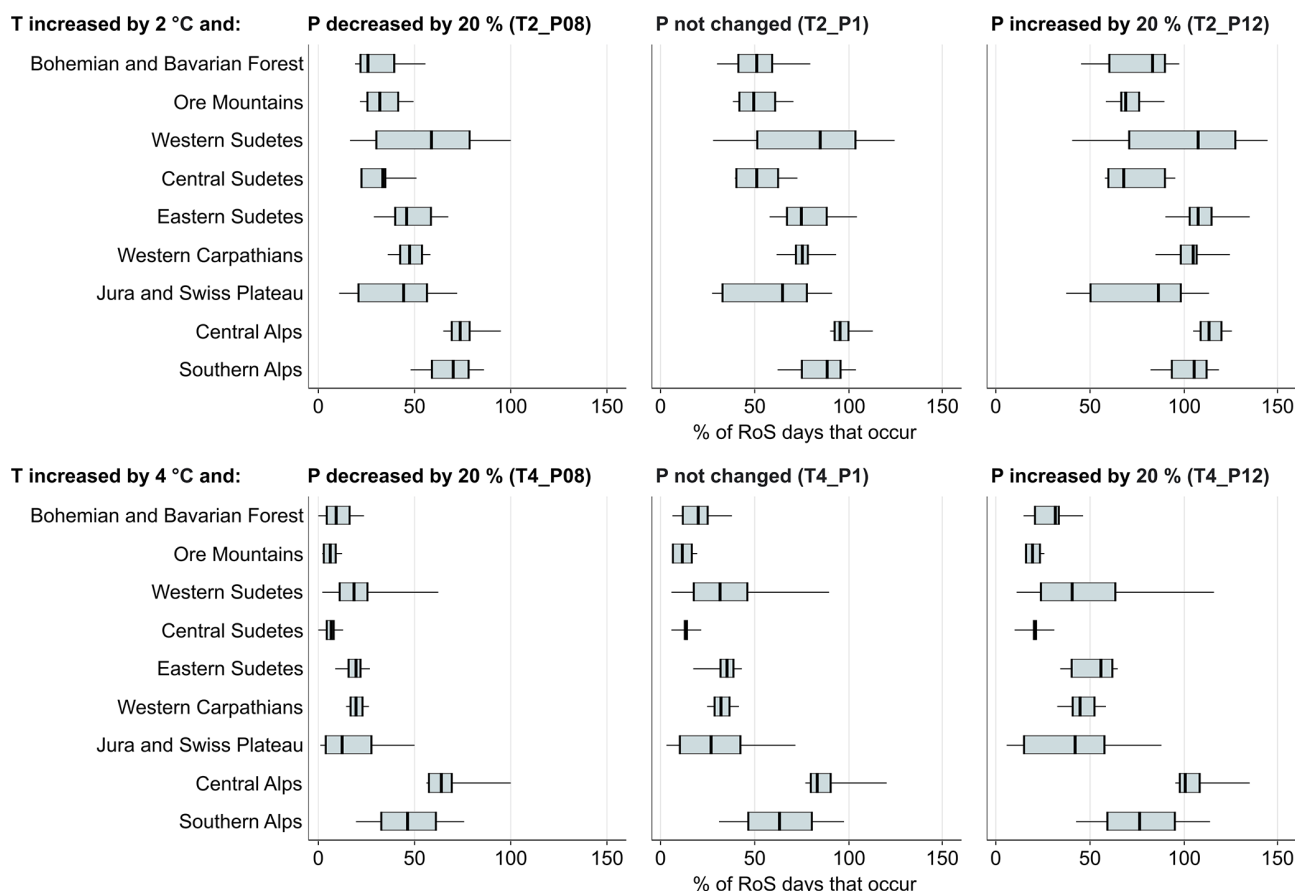 T increased by 2 °C and: P decreased by 20 % (T2_P08) P not changed (T2_P1) P increased by 20 % (T2_P12)
Bohemian and Bavarian Forest
Ore Mountains
Western Sudetes
Central Sudetes
Eastern Sudetes
Western Carpathians
Jura and Swiss Plateau
Central Alps
Southern Alps
0 50 100 150 0 50 100 150 0 50 100 150
% of RoS days that occur
T increased by 4 °C and: P decreased by 20 % (T4_P08) P not changed (T4_P1) P increased by 20 % (T4_P12)
Bohemian and Bavarian Forest
Ore Mountains
Western Sudetes
Central Sudetes
Eastern Sudetes
Western Carpathians
Jura and Swiss Plateau
Central Alps
Southern Alps
0 50 100 150 0 50 100 150 0 50 100 150
% of RoS days that occur